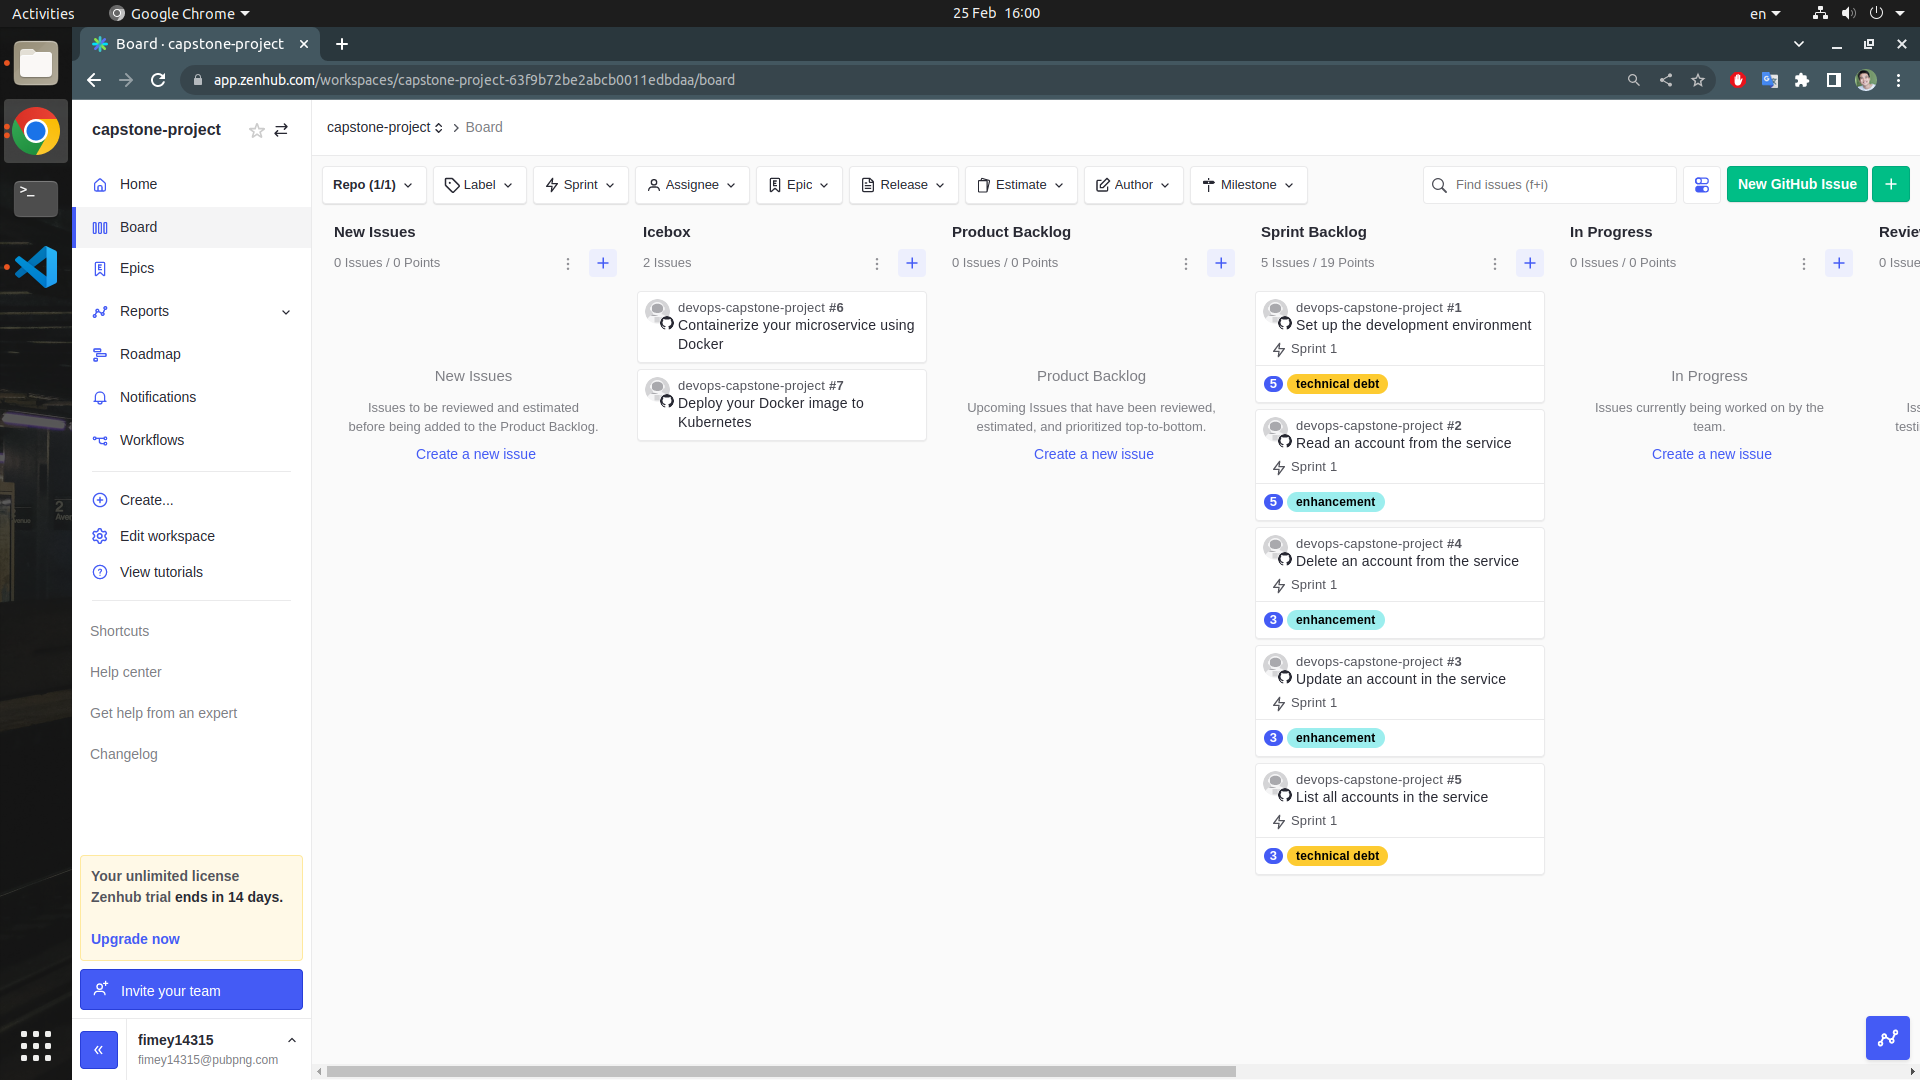 Activities
Google Chrome
25 Feb 16:00
en
Board · capstone-project
app.zenhub.com/workspaces/capstone-project-63f9b72be2abcb0011edbdaa/board
capstone-project
Home
Board
Epics
Reports
Roadmap
Notifications
Workflows
Create...
Edit workspace
View tutorials
Shortcuts
Help center
Get help from an expert
Changelog
Your unlimited license
Zenhub trial ends in 14 days.
Upgrade now
Invite your team
fimey14315
fimey14315@pubpng.com
capstone-project
Board
Repo (1/1)
Label
Sprint
Assignee
Epic
Release
Estimate
Author
Milestone
Find issues (f+i)
New GitHub Issue
New Issues
0 Issues / 0 Points
New Issues
Issues to be reviewed and estimated
before being added to the Product Backlog.
Create a new issue
Icebox
2 Issues
devops-capstone-project #6
Containerize your microservice using
Docker
devops-capstone-project #7
Deploy your Docker image to
Kubernetes
Product Backlog
0 Issues / 0 Points
Product Backlog
Upcoming Issues that have been reviewed,
estimated, and prioritized top-to-bottom.
Create a new issue
Sprint Backlog
5 Issues / 19 Points
devops-capstone-project #1
Set up the development environment
Sprint 1
5 technical debt
devops-capstone-project #2
Read an account from the service
Sprint 1
5 enhancement
devops-capstone-project #4
Delete an account from the service
Sprint 1
3 enhancement
devops-capstone-project #3
Update an account in the service
Sprint 1
3 enhancement
devops-capstone-project #5
List all accounts in the service
Sprint 1
3 technical debt
In Progress
0 Issues / 0 Points
In Progress
Issues currently being worked on by the
team.
Create a new issue
0 Issue